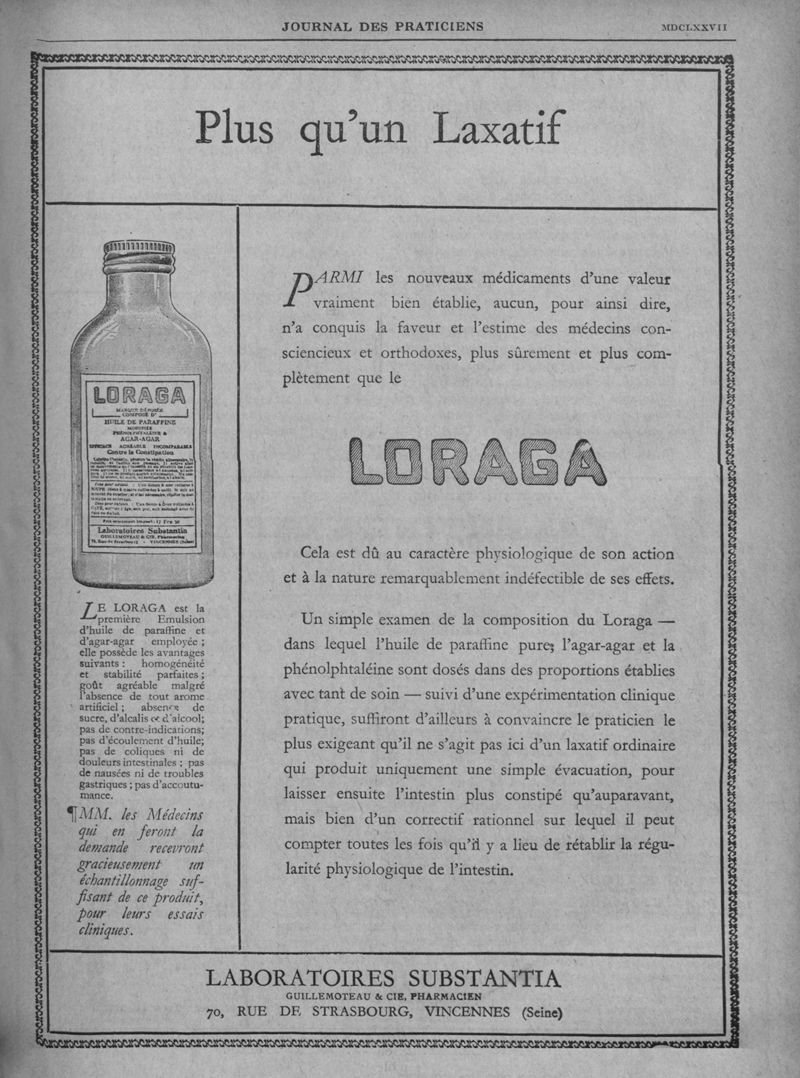 JOURNAL DES PRATICIENS
MDCLXXVII
Plus qu'un Laxatif
LORAGA
MARQUE DÉPOSÉE
COMPOSÉ D'
HUILE DE PARAFFINE
PHÉNOLPHTALÉINE &
AGAR-AGAR
EFFICACE AGRÉABLE INCOMPARABLE
Contre la Constipation
Laboratoires Substantia
GUILLEMOTEAU & CIE, Pharmacien
LE LORAGA est la
première Emulsion
d'huile de paraffine et
d'agar-agar employée ;
elle possède les avantages
suivants : homogénéité
et stabilité parfaites ;
goût agréable malgré
l'absence de tout arome
artificiel ; absence de
sucre, d'alcalis et d'alcool;
pas de contre-indications;
pas d'écoulement d'huile;
pas de coliques ni de
douleurs intestinales ; pas
de nausées ni de troubles
gastriques ; pas d'accoutu-
mance.
¶ MM. les Médecins
qui en feront la
demande recevront
gracieusement un
échantillonnage suf-
fisant de ce produit,
pour leurs essais
cliniques.
PARMI les nouveaux médicaments d'une valeur
vraiment bien établie, aucun, pour ainsi dire,
n'a conquis la faveur et l'estime des médecins con-
sciencieux et orthodoxes, plus sûrement et plus com-
plètement que le
LORAGA
Cela est dû au caractère physiologique de son action
et à la nature remarquablement indéfectible de ses effets.
Un simple examen de la composition du Loraga —
dans lequel l'huile de paraffine pure; l'agar-agar et la
phénolphtaléine sont dosés dans des proportions établies
avec tant de soin — suivi d'une expérimentation clinique
pratique, suffiront d'ailleurs à convaincre le praticien le
plus exigeant qu'il ne s'agit pas ici d'un laxatif ordinaire
qui produit uniquement une simple évacuation, pour
laisser ensuite l'intestin plus constipé qu'auparavant,
mais bien d'un correctif rationnel sur lequel il peut
compter toutes les fois qu'il y a lieu de rétablir la régu-
larité physiologique de l'intestin.
LABORATOIRES SUBSTANTIA
GUILLEMOTEAU & CIE, PHARMACIEN
70, RUE DE STRASBOURG, VINCENNES (Seine)